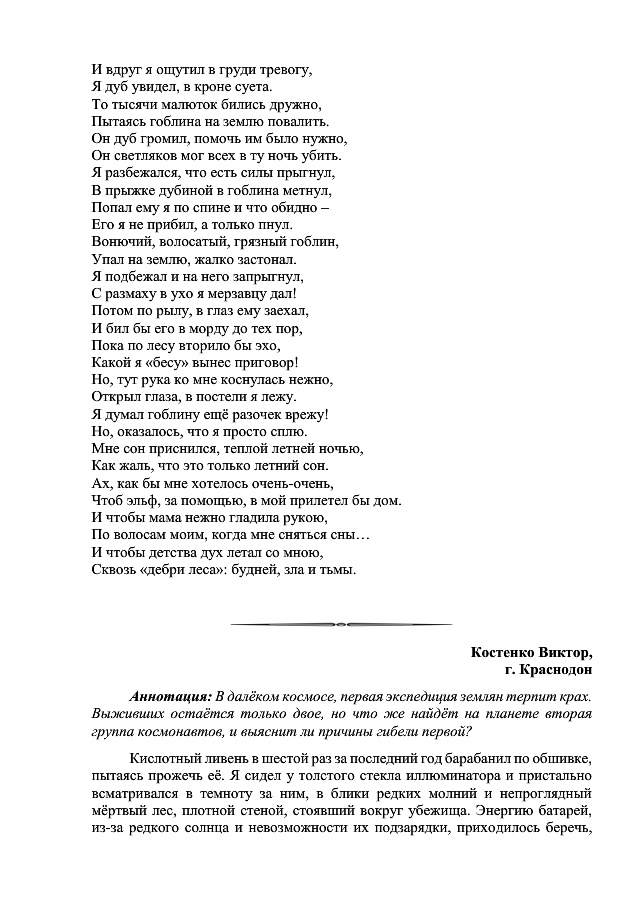 И вдруг я ощутил в груди тревогу,
Я дуб увидел, в кроне суета.
То тысячи малюток бились дружно,
Пытаясь гоблина на землю повалить.
Он дуб громил, помочь им было нужно,
Он светляков мог всех в ту ночь убить.
Я разбежался, что есть силы прыгнул,
В прыжке дубиной в гоблина метнул,
Попал ему я по спине и что обидно –
Его я не прибил, а только пнул.
Вонючий, волосатый, грязный гоблин,
Упал на землю, жалко застонал.
Я подбежал и на него запрыгнул,
С размаху в ухо я мерзавцу дал!
Потом по рылу, в глаз ему заехал,
И бил бы его в морду до тех пор,
Пока по лесу вторило бы эхо,
Какой я «бесу» вынес приговор!
Но, тут рука ко мне коснулась нежно,
Открыл глаза, в постели я лежу.
Я думал гоблину ещё разочек врежу!
Но, оказалось, что я просто сплю.
Мне сон приснился, теплой летней ночью,
Как жаль, что это только летний сон.
Ах, как бы мне хотелось очень-очень,
Чтоб эльф, за помощью, в мой прилетел бы дом.
И чтобы мама нежно гладила рукою,
По волосам моим, когда мне сняться сны…
И чтобы детства дух летал со мною,
Сквозь «дебри леса»: будней, зла и тьмы.
Костенко Виктор,
г. Краснодон
Аннотация: В далёком космосе, первая экспедиция землян терпит крах.
Выживших остаётся только двое, но что же найдёт на планете вторая
группа космонавтов, и выяснит ли причины гибели первой?
Кислотный ливень в шестой раз за последний год барабанил по обшивке,
пытаясь прожечь её. Я сидел у толстого стекла иллюминатора и пристально
всматривался в темноту за ним, в блики редких молний и непроглядный
мёртвый лес, плотной стеной, стоявший вокруг убежища. Энергию батарей,
из-за редкого солнца и невозможности их подзарядки, приходилось беречь,